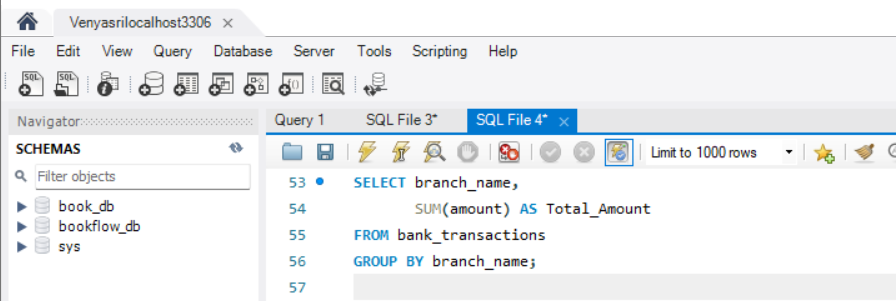 Venyasrilocalhost3306 ×
File Edit View Query Database Server Tools Scripting Help
SQL SQL
Navigator
Query 1 SQL File 3* SQL File 4* ×
SCHEMAS
Limit to 1000 rows
Filter objects
book_db
bookflow_db
sys
53 SELECT branch_name,
54 SUM(amount) AS Total_Amount
55 FROM bank_transactions
56 GROUP BY branch_name;
57